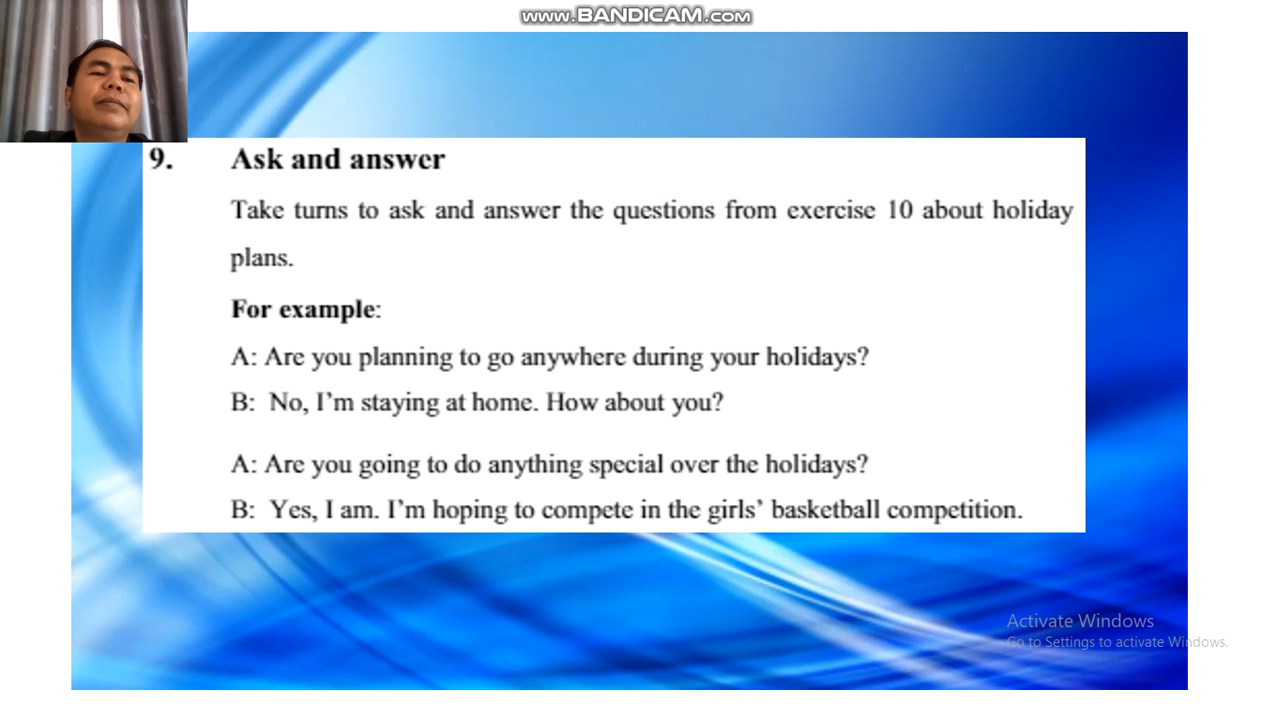 www.BANDICAM.com
9. Ask and answer
Take turns to ask and answer the questions from exercise 10 about holiday
plans.
For example:
A: Are you planning to go anywhere during your holidays?
B: No, I'm staying at home. How about you?
A: Are you going to do anything special over the holidays?
B: Yes, I am. I'm hoping to compete in the girls' basketball competition.
Activate Windows
Go to Settings to activate Windows.